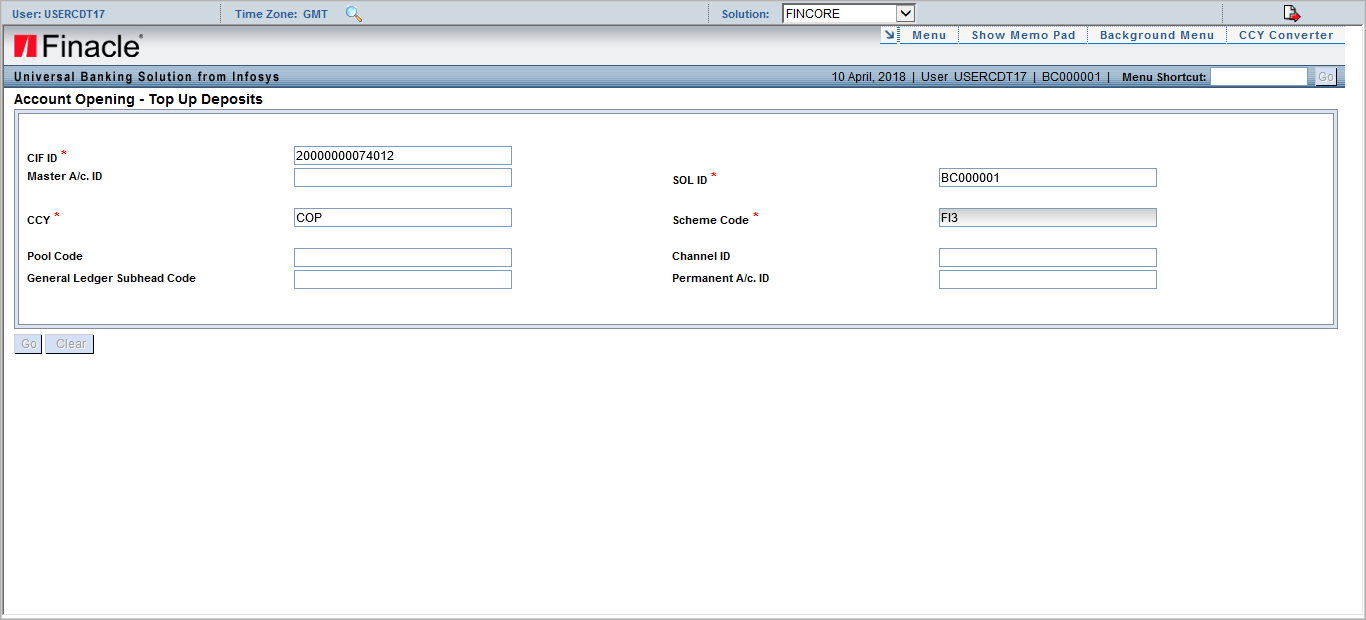 User: USERCDT17 Time Zone: GMT Solution: FINCORE
Finacle
Menu Show Memo Pad Background Menu CCY Converter
Universal Banking Solution from Infosys 10 April, 2018 | User USERCDT17 | BC000001 | Menu Shortcut: Go
Account Opening - Top Up Deposits
CIF ID * 20000000074012
Master A/c. ID SOL ID * BC000001
CCY * COP Scheme Code * FI3
Pool Code Channel ID
General Ledger Subhead Code Permanent A/c. ID
Go Clear